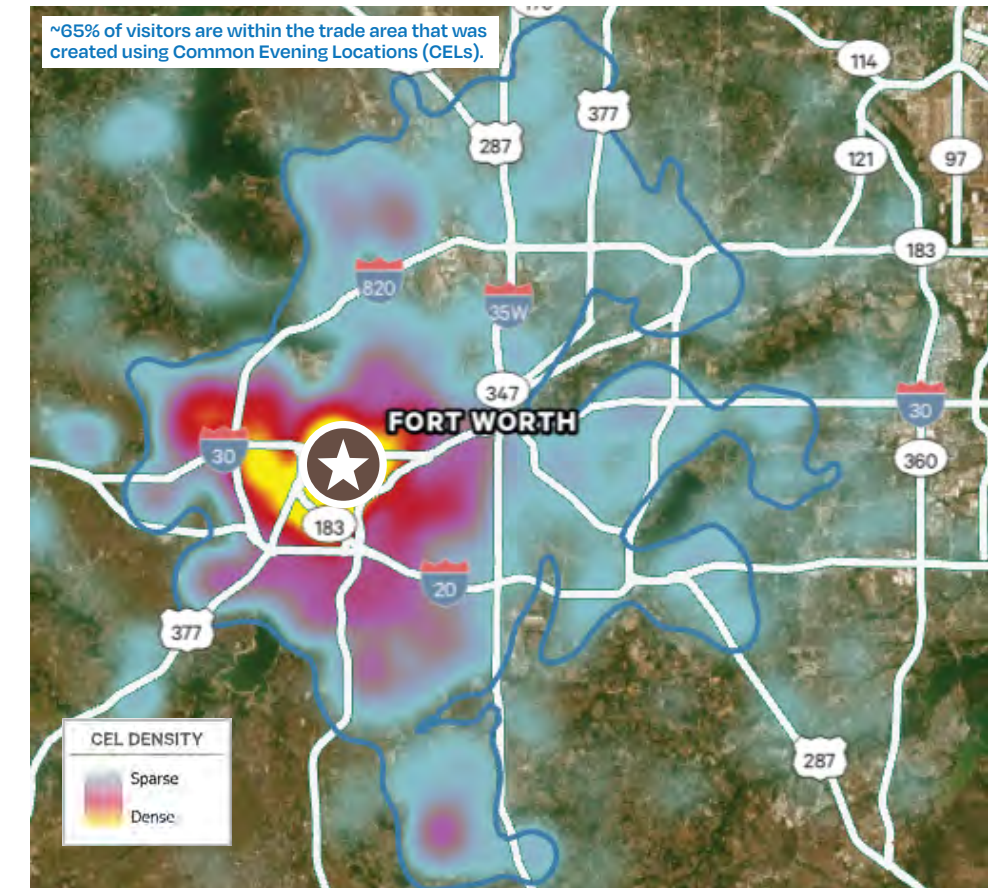 ~65% of visitors are within the trade area that was
created using Common Evening Locations (CELs).
114
377
287
121
97
183
820
35W
347
FORT WORTH
30
30
360
183
20
377
287
CEL DENSITY
Sparse
Dense